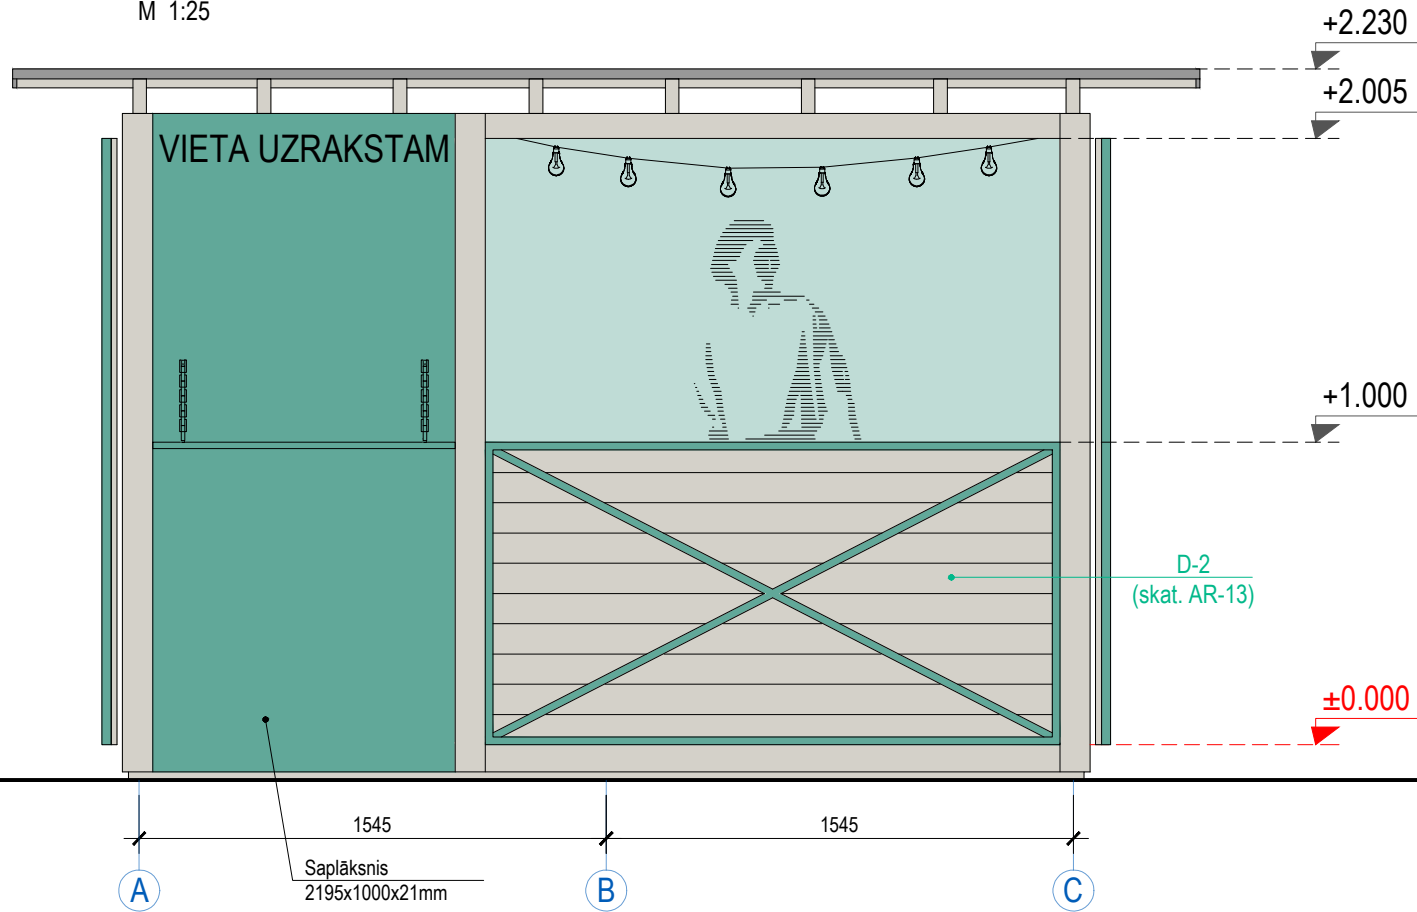 M 1:25
+2.230
+2.005
VIETA UZRAKSTAM
+1.000
D-2
(skat. AR-13)
±0.000
1545
1545
Saplāksnis
2195x1000x21mm
A
B
C